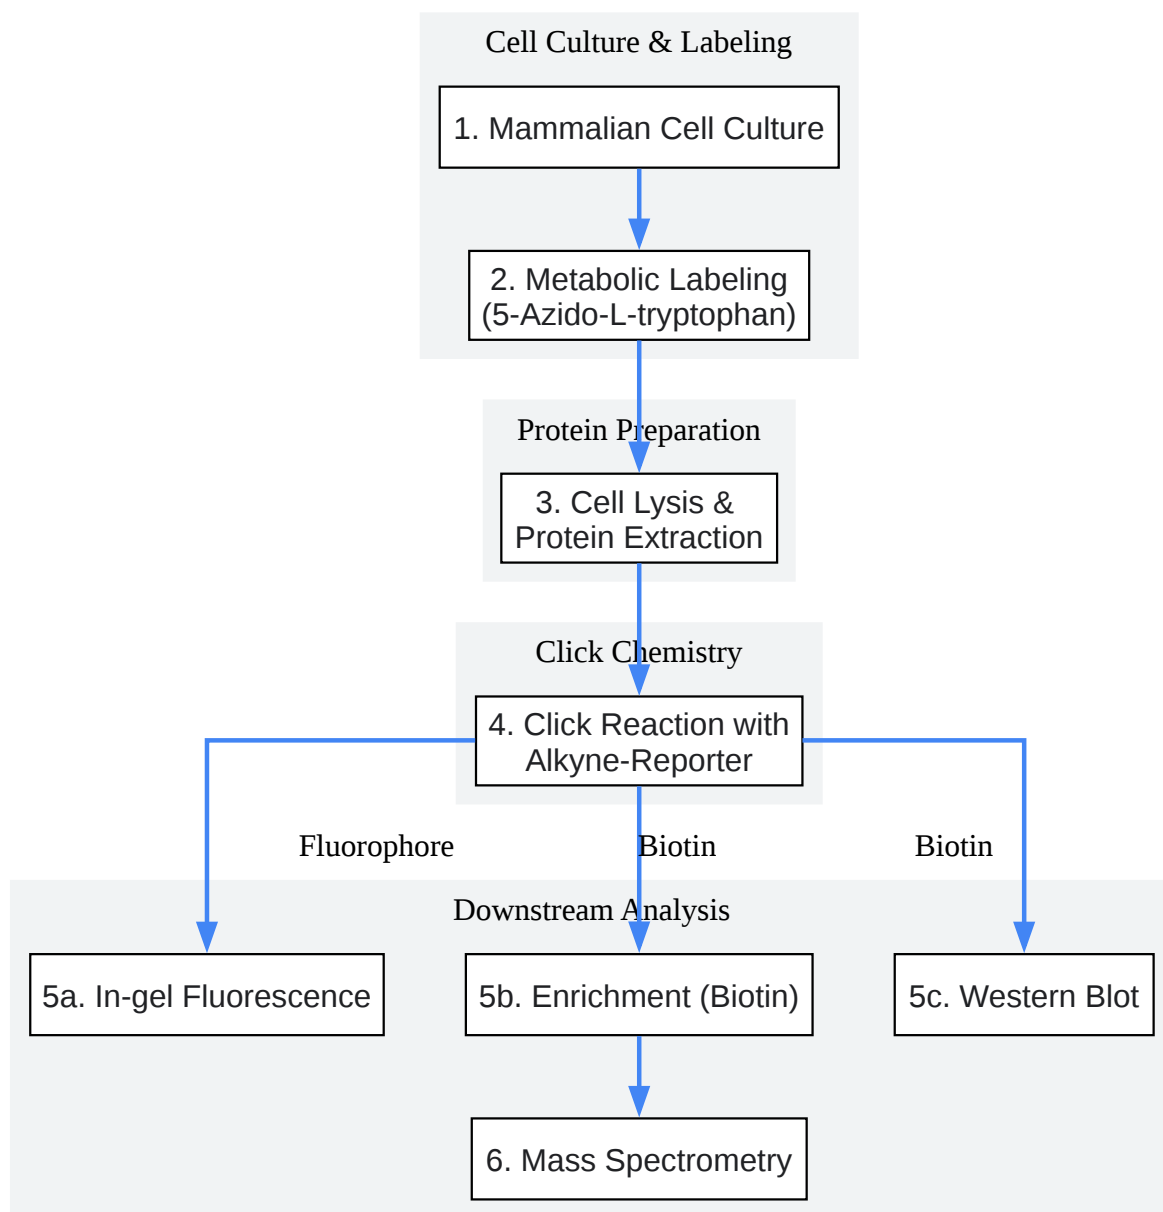 Cell Culture & Labeling
1. Mammalian Cell Culture
2. Metabolic Labeling
(5-Azido-L-tryptophan)
Protein Preparation
3. Cell Lysis &
Protein Extraction
Click Chemistry
4. Click Reaction with
Alkyne-Reporter
Fluorophore
Biotin
Biotin
Downstream Analysis
5a. In-gel Fluorescence
5b. Enrichment (Biotin)
5c. Western Blot
6. Mass Spectrometry